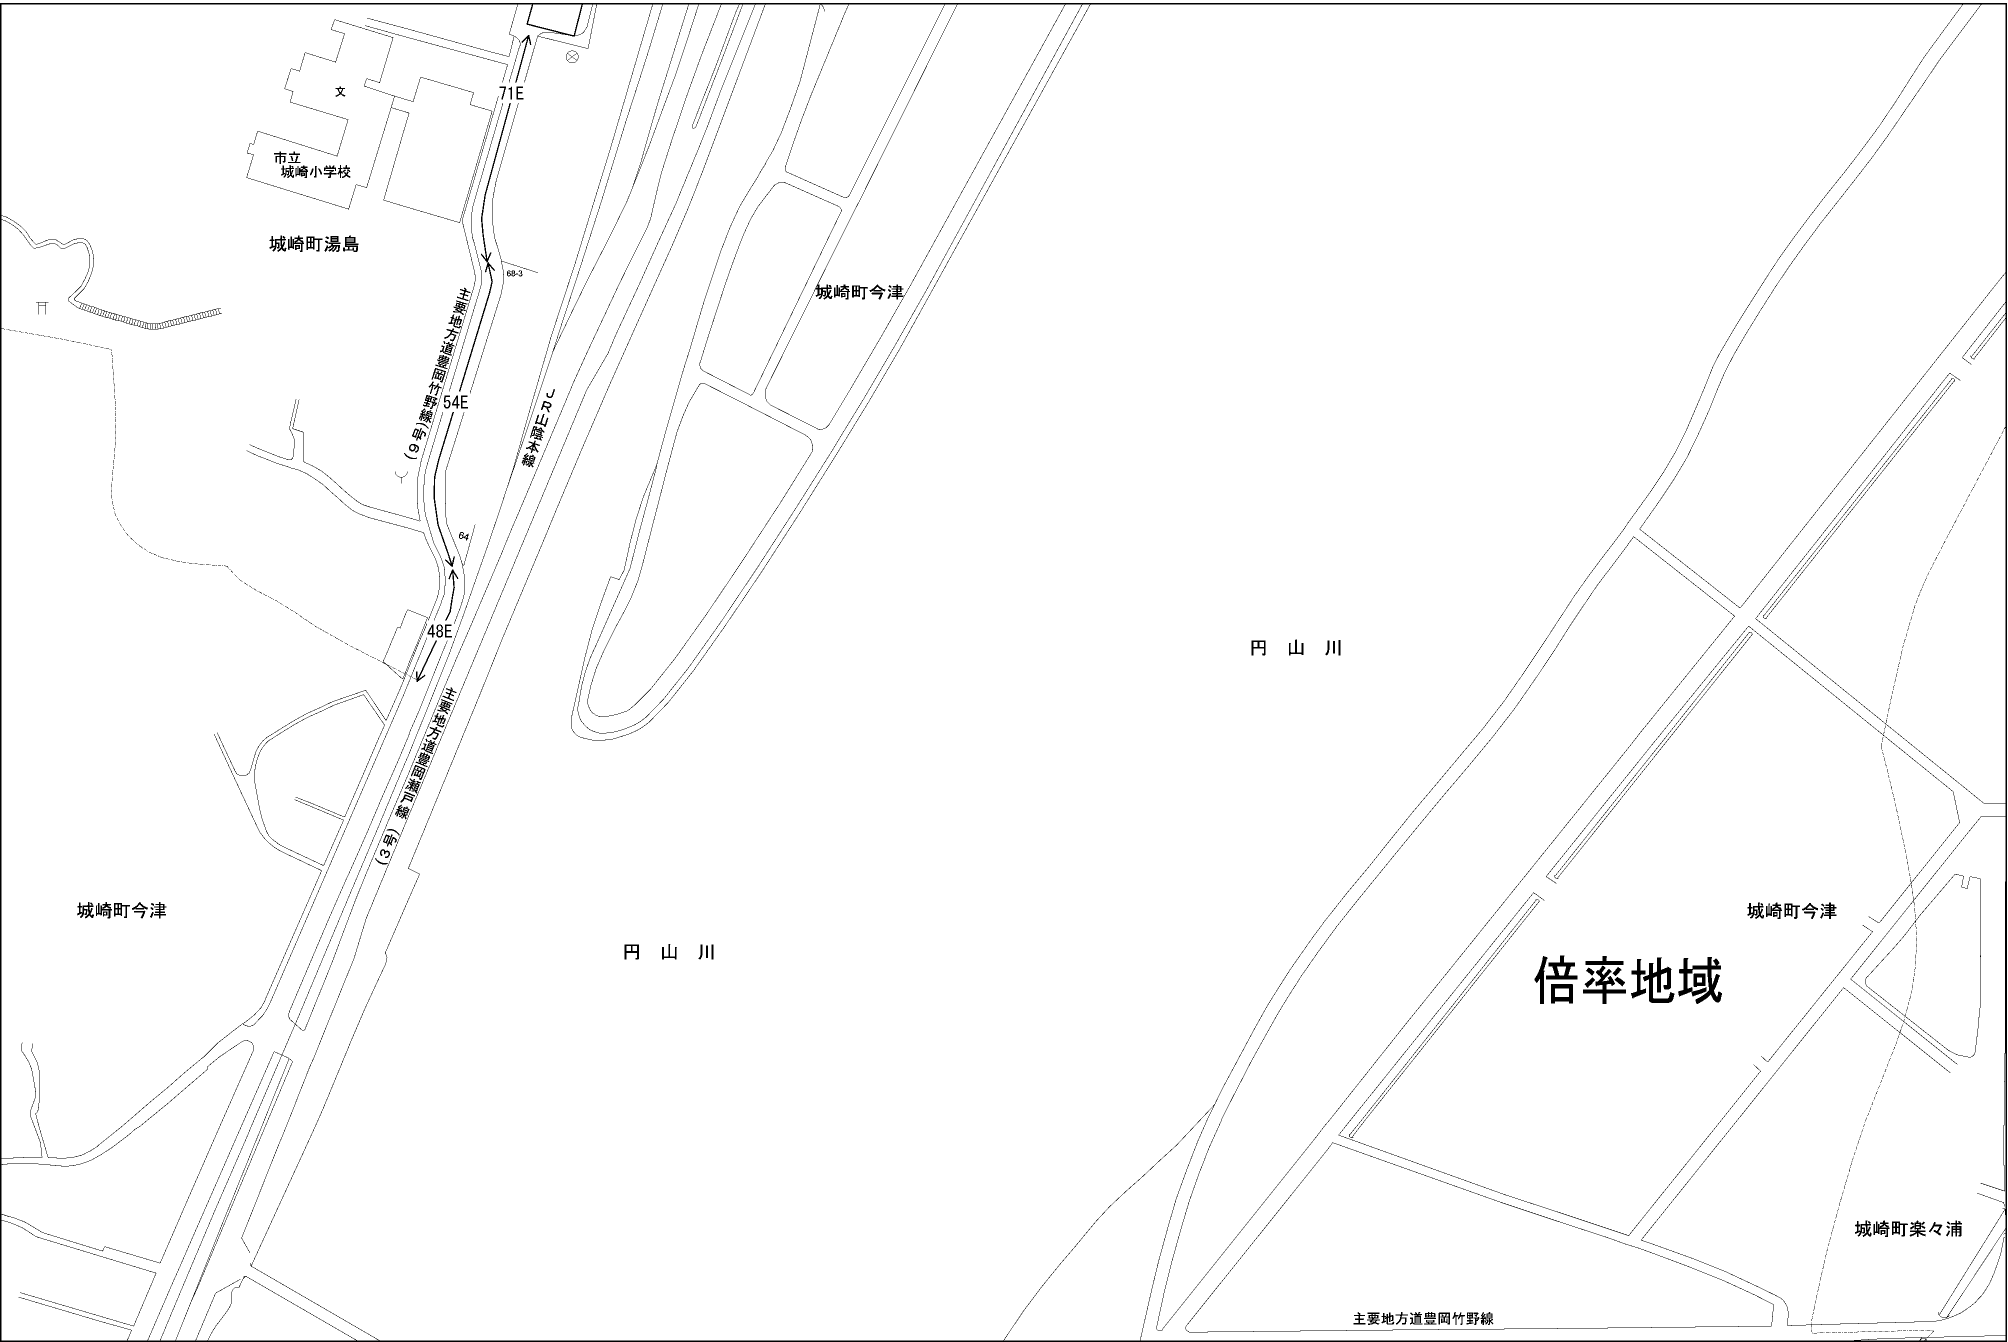 71E
文
市立
城崎小学校
城崎町湯島
68-3
城崎町今津
主要地方道豊岡竹野線
(9号)
54E
JR山陰本線
64
48E
円山川
主要地方道豊岡瀬戸線
(3号)
城崎町今津
城崎町今津
円山川
倍率地域
城崎町楽々浦
主要地方道豊岡竹野線